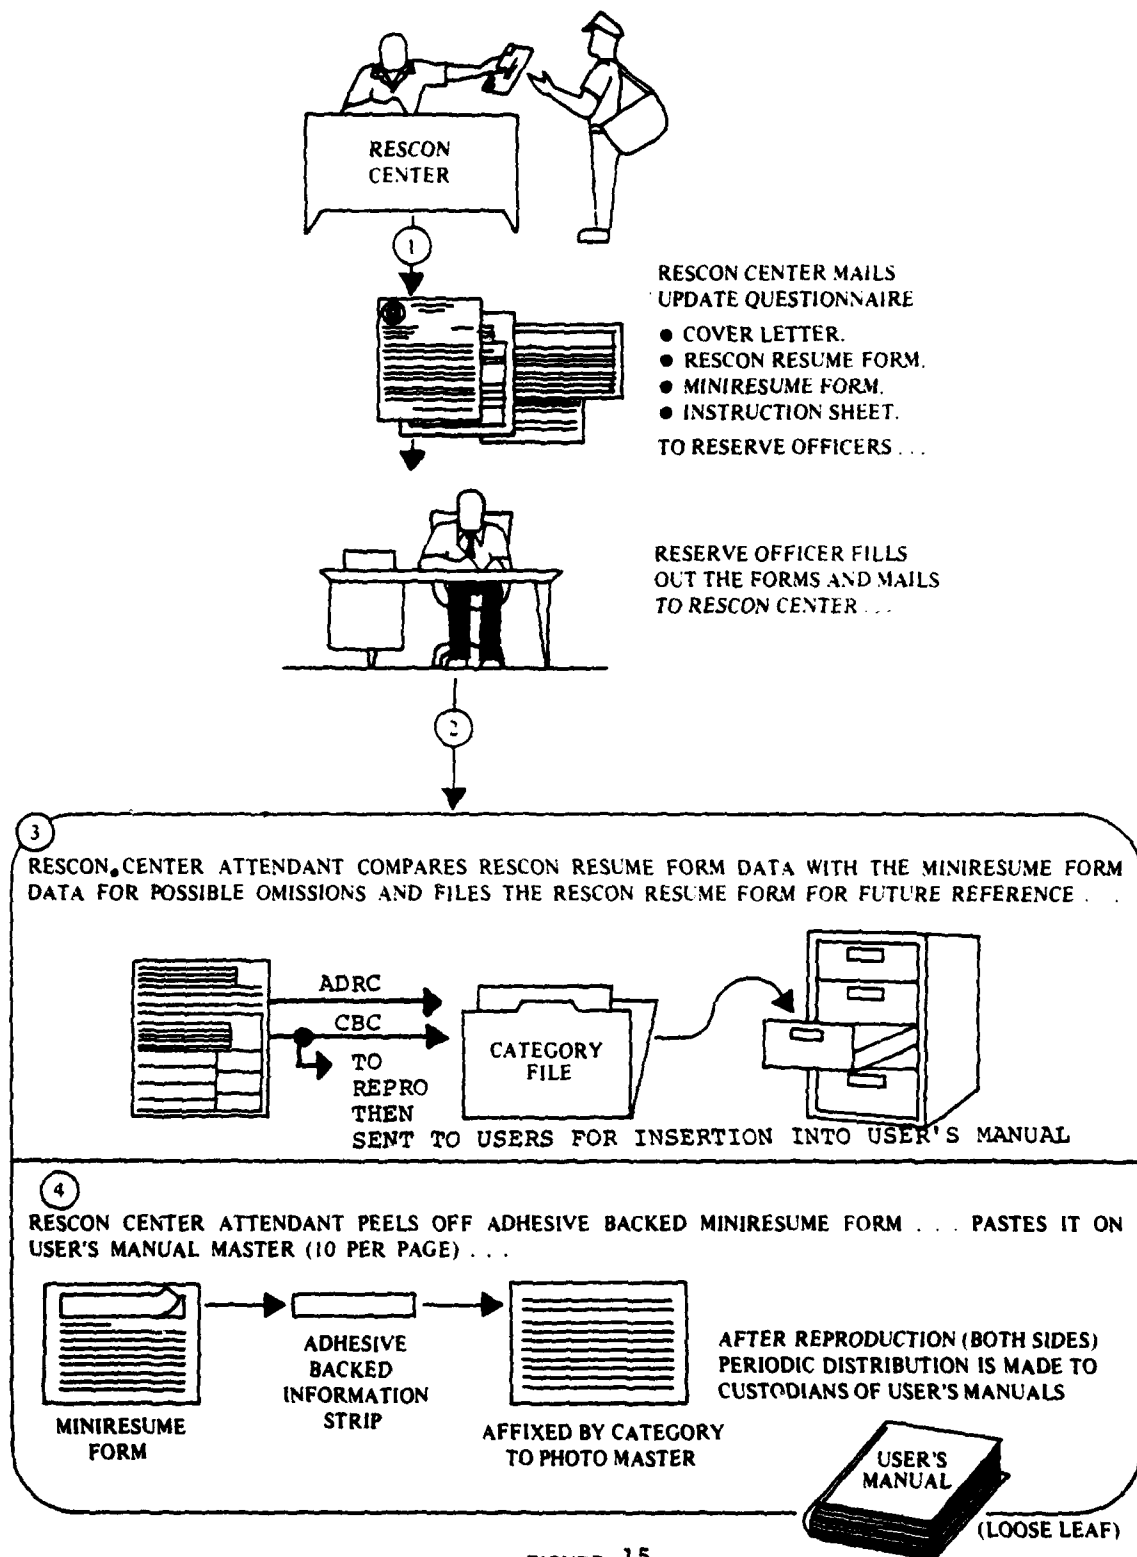 RESCON
CENTER
1
RESCON CENTER MAILS
UPDATE QUESTIONNAIRE
● COVER LETTER.
● RESCON RESUME FORM.
● MINIRESUME FORM.
● INSTRUCTION SHEET.
TO RESERVE OFFICERS . . .
RESERVE OFFICER FILLS
OUT THE FORMS AND MAILS
TO RESCON CENTER . . .
2
3
RESCON CENTER ATTENDANT COMPARES RESCON RESUME FORM DATA WITH THE MINIRESUME FORM
DATA FOR POSSIBLE OMISSIONS AND FILES THE RESCON RESUME FORM FOR FUTURE REFERENCE . .
ADRC
CBC
TO
REPRO
THEN
SENT TO USERS FOR INSERTION INTO USER'S MANUAL
CATEGORY
FILE
4
RESCON CENTER ATTENDANT PEELS OFF ADHESIVE BACKED MINIRESUME FORM . . . PASTES IT ON
USER'S MANUAL MASTER (10 PER PAGE) . . .
MINIRESUME
FORM
ADHESIVE
BACKED
INFORMATION
STRIP
AFFIXED BY CATEGORY
TO PHOTO MASTER
AFTER REPRODUCTION (BOTH SIDES)
PERIODIC DISTRIBUTION IS MADE TO
CUSTODIANS OF USER'S MANUALS
USER'S
MANUAL
(LOOSE LEAF)
FIGURE 15